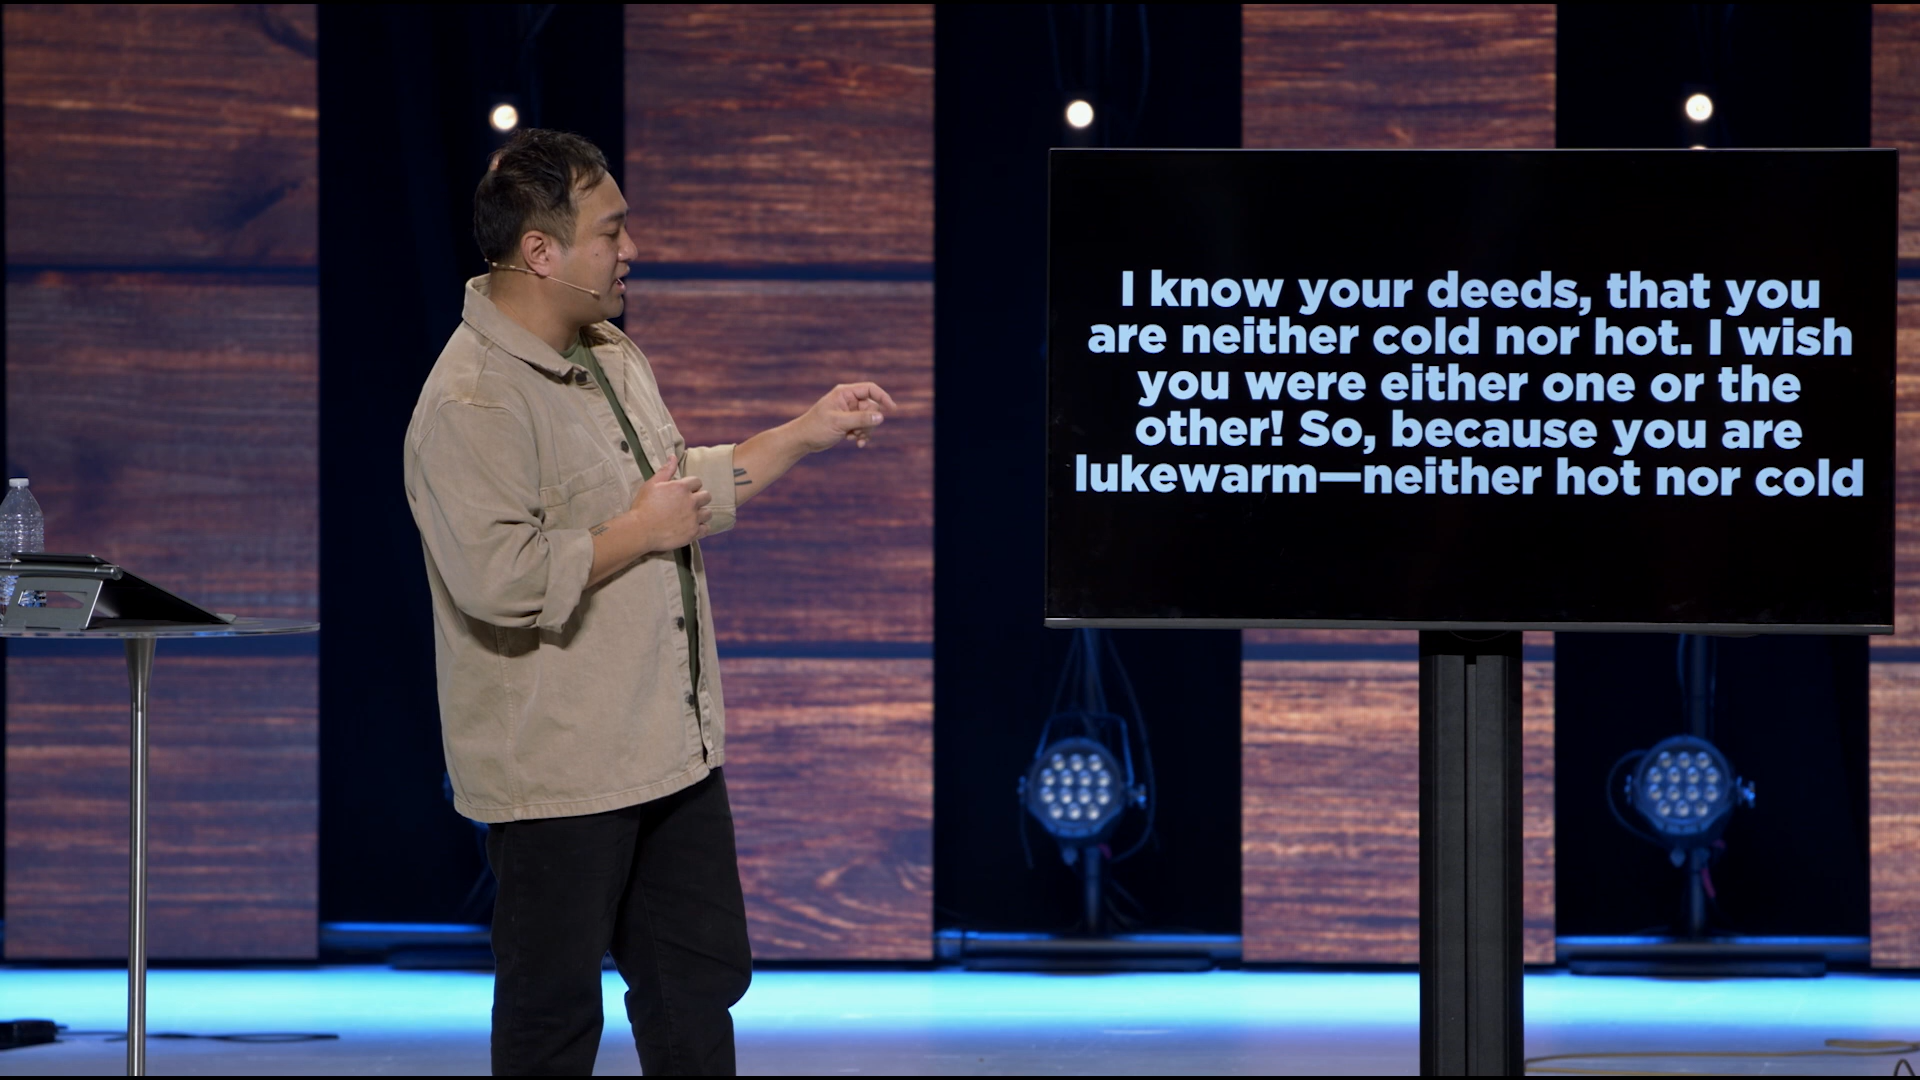 I know your deeds, that you
are neither cold nor hot. I wish
you were either one or the
other! So, because you are
lukewarm—neither hot nor cold